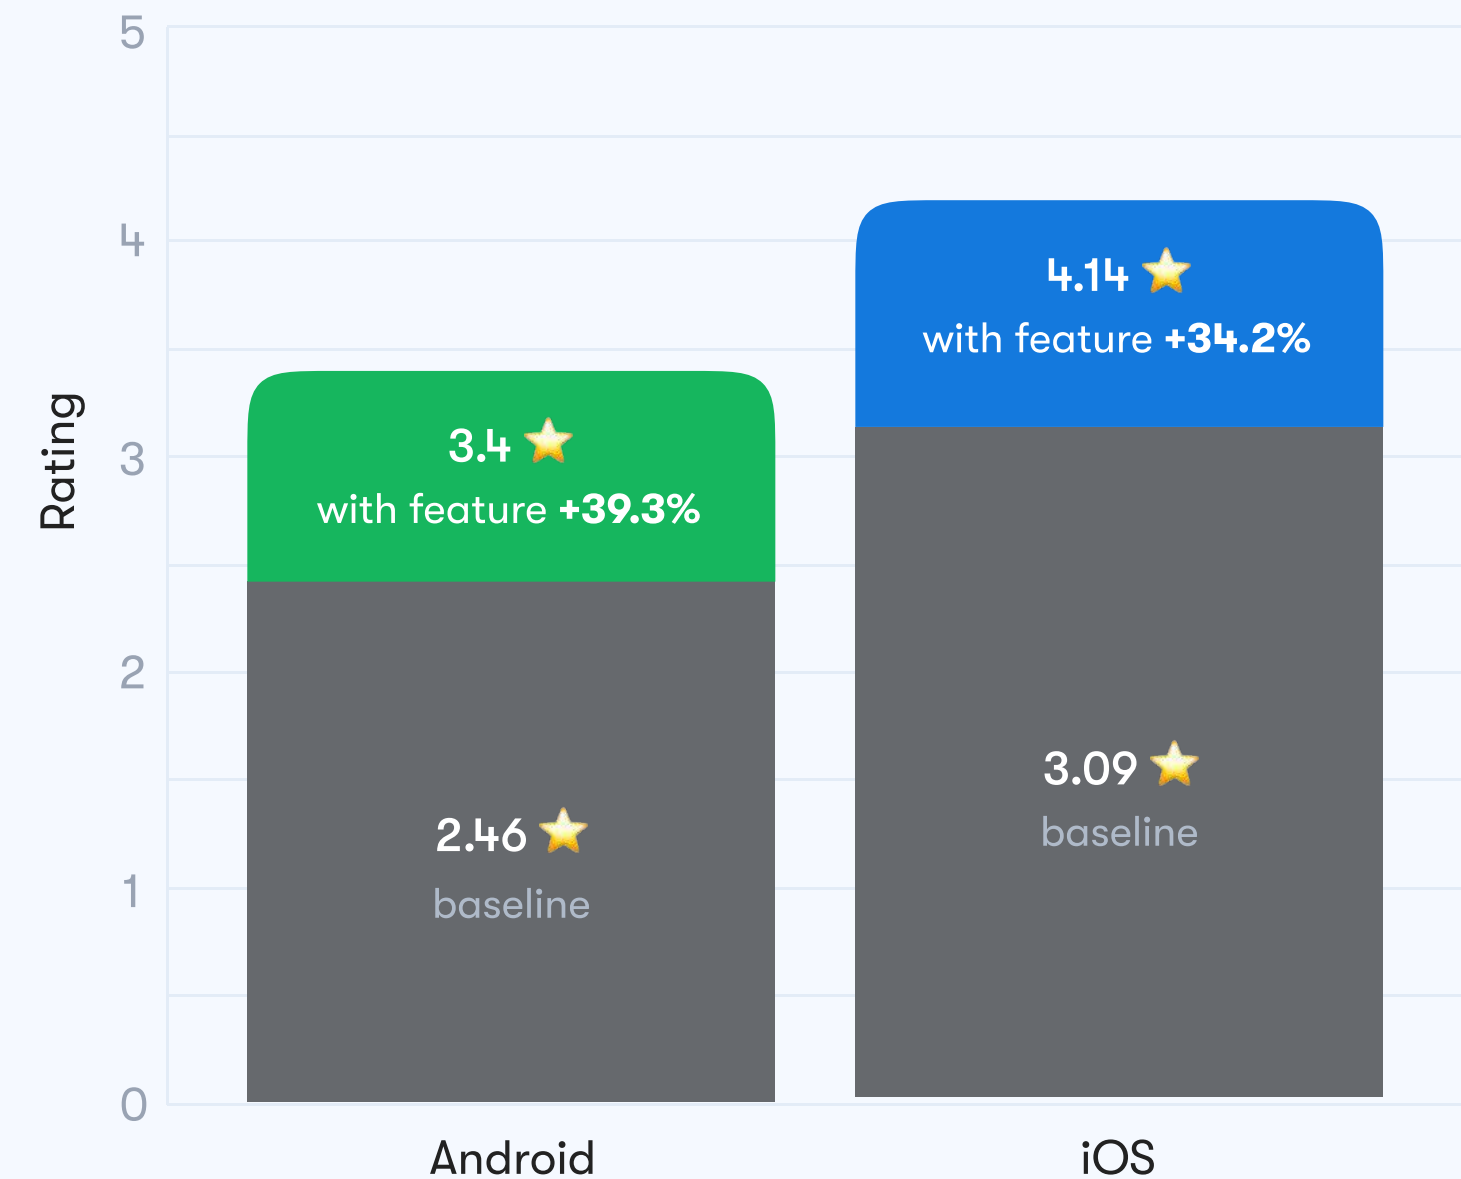 5
4
3
2
1
0
Rating
3.4 ⭐
with feature +39.3%
2.46 ⭐
baseline
4.14 ⭐
with feature +34.2%
3.09 ⭐
baseline
Android
iOS